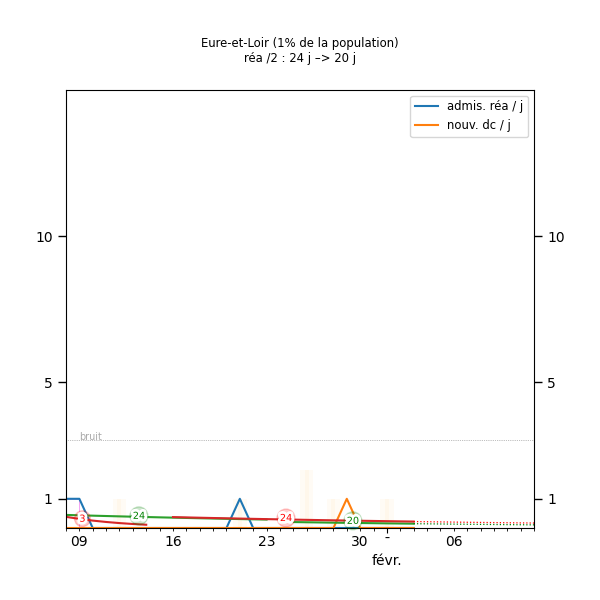 Eure-et-Loir (1% de la population)
réa /2 : 24 j –> 20 j
admis. réa / j
nouv. dc / j
10
10
5
5
bruit
1
1
3
24
24
20
09
16
23
30
-
06
févr.